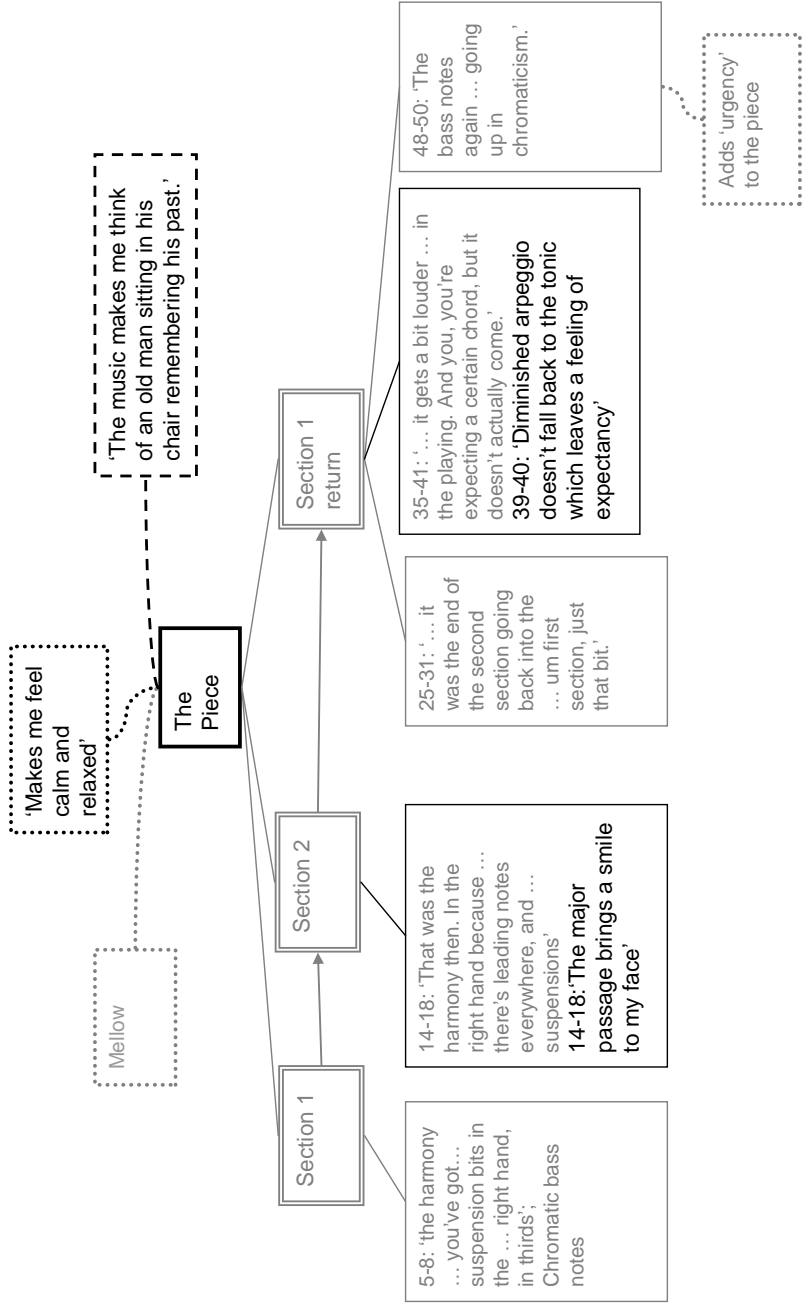 ‘Makes me feel
calm and
relaxed’
‘The music makes me think
of an old man sitting in his
chair remembering his past.’
Mellow
The
Piece
Section 1
Section 2
Section 1
return
5-8: ‘the harmony
… you’ve got…
suspension bits in
the … right hand,
in thirds’;
Chromatic bass
notes
14-18: ‘That was the
harmony then. In the
right hand because …
there’s leading notes
everywhere, and …
suspensions’
14-18:‘The major
passage brings a smile
to my face’
25-31: ‘… it
was the end of
the second
section going
back into the
… um first
section, just
that bit.’
35-41: ‘… it gets a bit louder … in
the playing. And you, you’re
expecting a certain chord, but it
doesn’t actually come.’
39-40: ‘Diminished arpeggio
doesn’t fall back to the tonic
which leaves a feeling of
expectancy’
48-50: ‘The
bass notes
again … going
up in
chromaticism.’
Adds ‘urgency’
to the piece